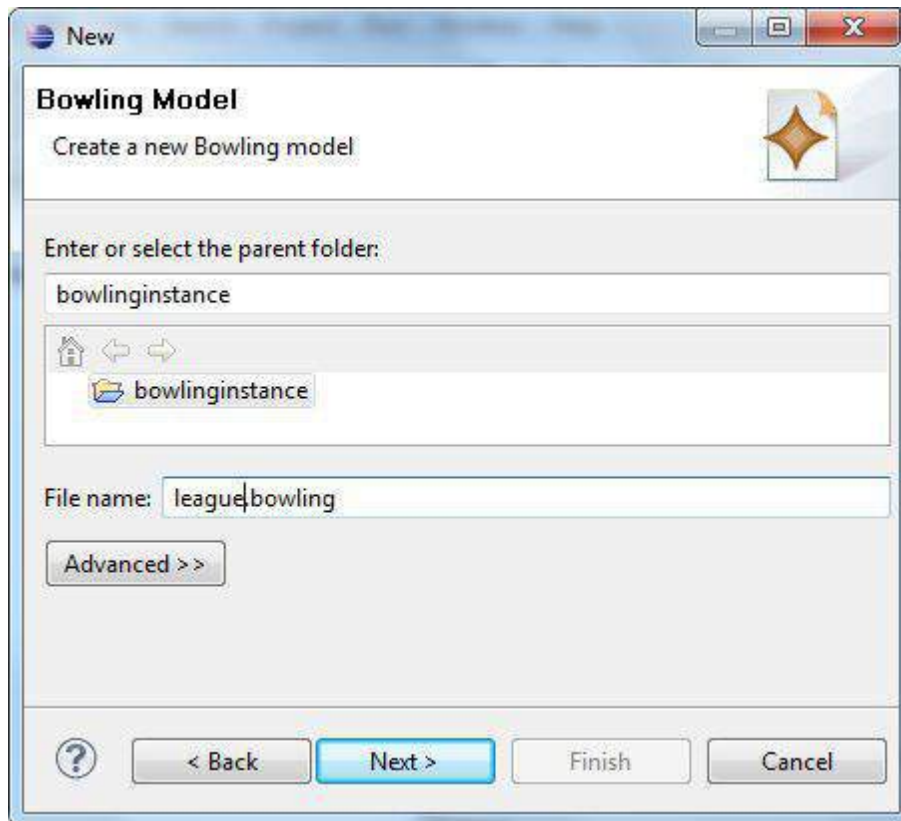 New
Bowling Model
Create a new Bowling model
Enter or select the parent folder:
bowlinginstance
bowlinginstance
File name: league.bowling
Advanced >>
? < Back Next > Finish Cancel